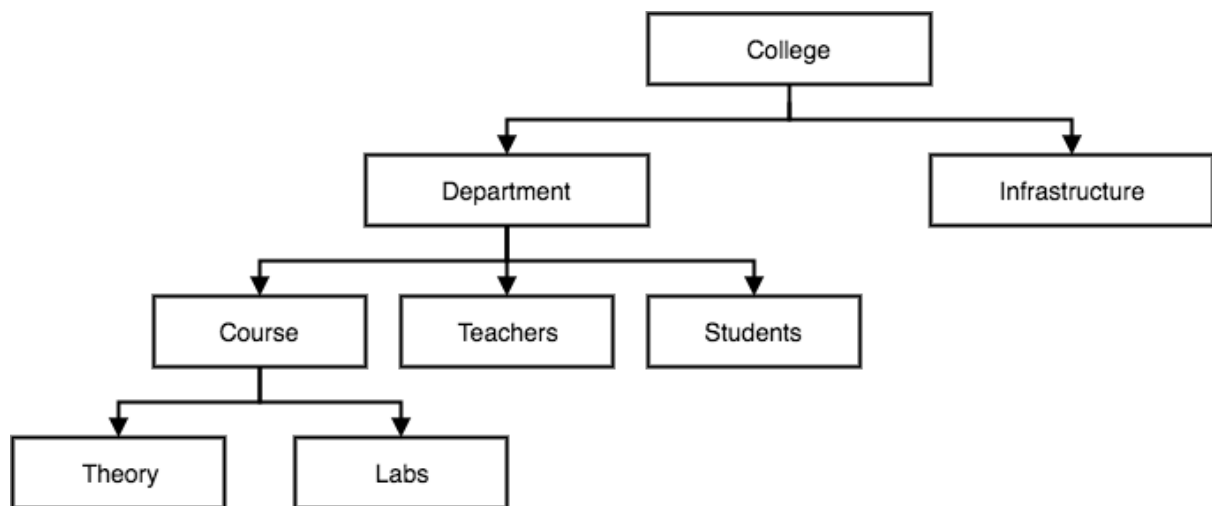 College
Department
Infrastructure
Course
Teachers
Students
Theory
Labs